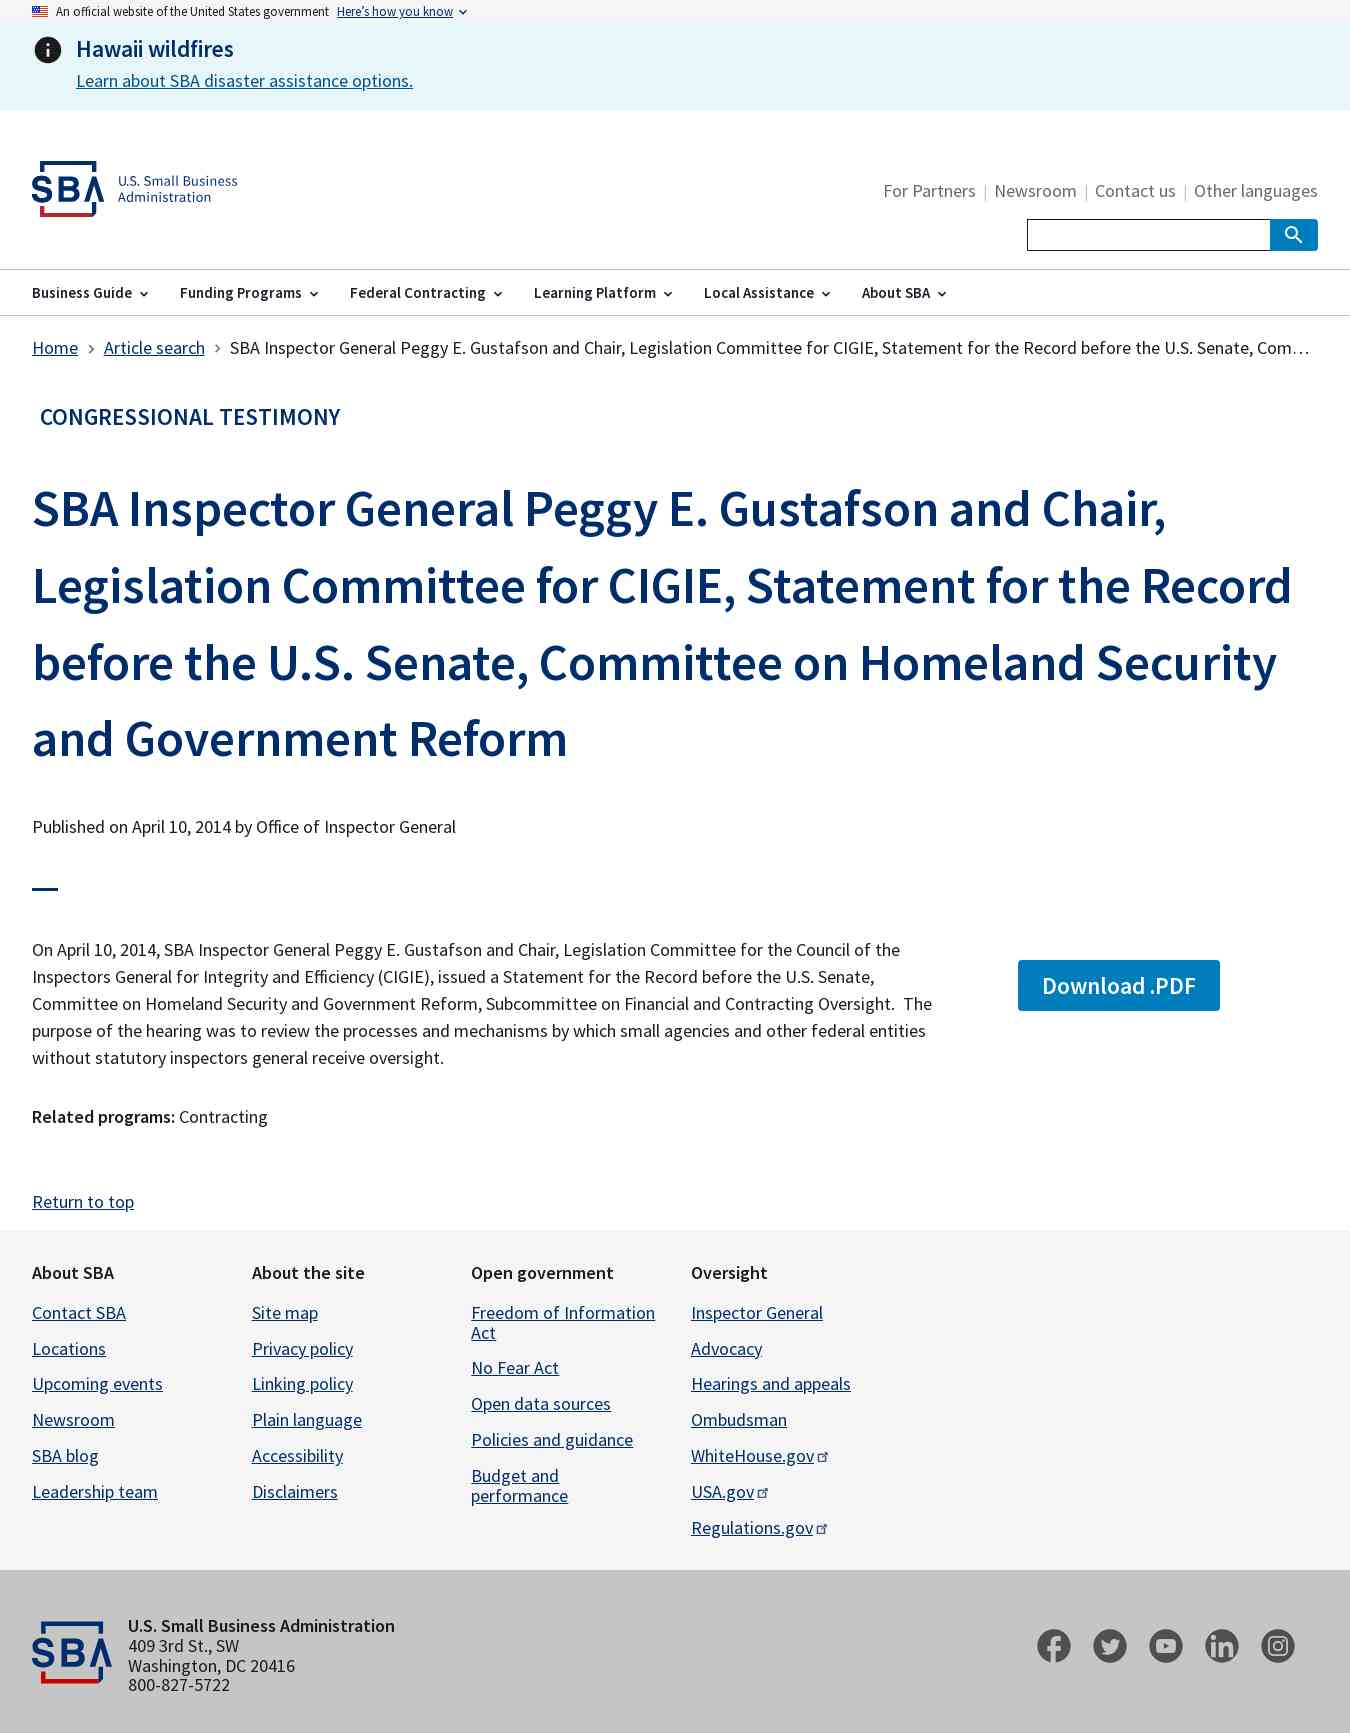 An official website of the United States government Here's how you know
Hawaii wildfires
Learn about SBA disaster assistance options.
SBA U.S. Small Business
Administration
For Partners | Newsroom | Contact us | Other languages
Business Guide Funding Programs Federal Contracting Learning Platform Local Assistance About SBA
Home > Article search > SBA Inspector General Peggy E. Gustafson and Chair, Legislation Committee for CIGIE, Statement for the Record before the U.S. Senate, Com…
CONGRESSIONAL TESTIMONY
SBA Inspector General Peggy E. Gustafson and Chair,
Legislation Committee for CIGIE, Statement for the Record
before the U.S. Senate, Committee on Homeland Security
and Government Reform
Published on April 10, 2014 by Office of Inspector General
On April 10, 2014, SBA Inspector General Peggy E. Gustafson and Chair, Legislation Committee for the Council of the
Inspectors General for Integrity and Efficiency (CIGIE), issued a Statement for the Record before the U.S. Senate,
Committee on Homeland Security and Government Reform, Subcommittee on Financial and Contracting Oversight.  The
purpose of the hearing was to review the processes and mechanisms by which small agencies and other federal entities
without statutory inspectors general receive oversight.
Download .PDF
Related programs: Contracting
Return to top
About SBA
Contact SBA
Locations
Upcoming events
Newsroom
SBA blog
Leadership team
About the site
Site map
Privacy policy
Linking policy
Plain language
Accessibility
Disclaimers
Open government
Freedom of Information
Act
No Fear Act
Open data sources
Policies and guidance
Budget and
performance
Oversight
Inspector General
Advocacy
Hearings and appeals
Ombudsman
WhiteHouse.gov
USA.gov
Regulations.gov
SBA
U.S. Small Business Administration
409 3rd St., SW
Washington, DC 20416
800-827-5722